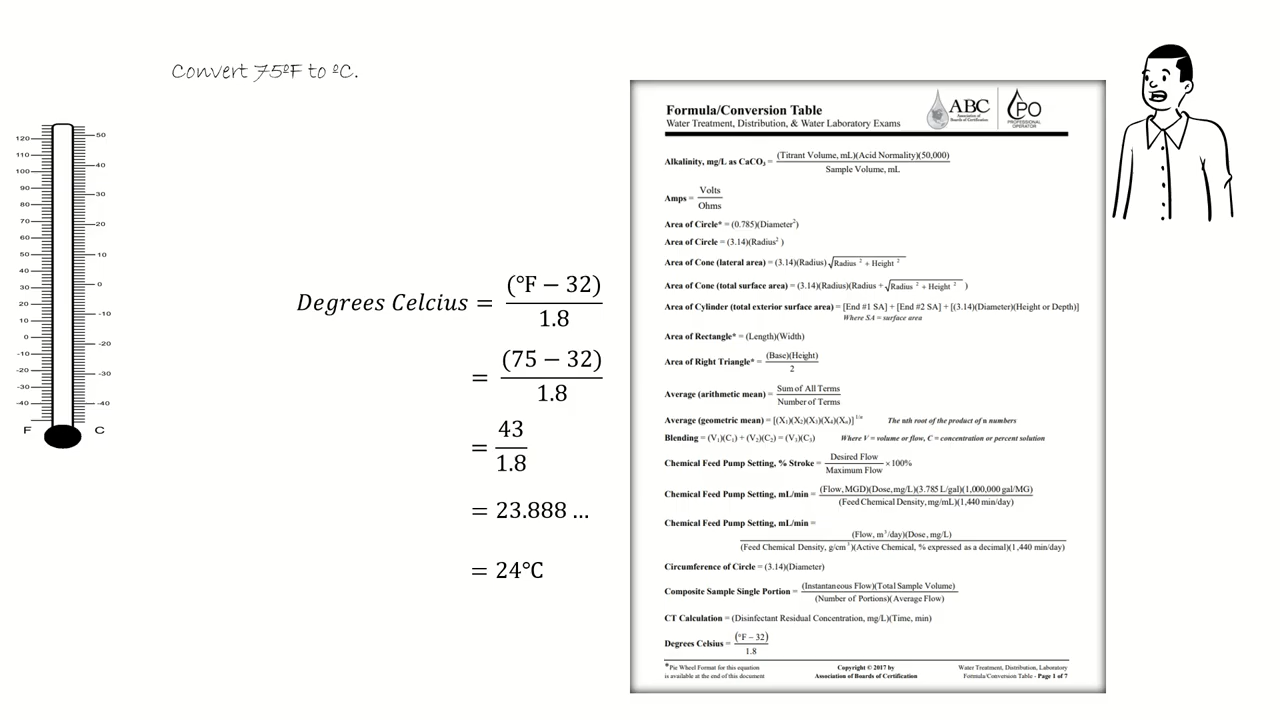 Convert 75ºF to ºC.
120
110
100
90
80
70
60
50
40
30
20
10
0
-10
-20
-30
-40
50
40
30
20
10
0
-10
-20
-30
-40
F C
Degrees Celcius = (°F − 32) / 1.8
= (75 − 32) / 1.8
= 43 / 1.8
= 23.888 …
= 24℃
Formula/Conversion Table
Water Treatment, Distribution, & Water Laboratory Exams
ABC
Association of Boards of Certification
PO
PROFESSIONAL OPERATOR
Alkalinity, mg/L as CaCO₃ = (Titrant Volume, mL)(Acid Normality)(50,000) / Sample Volume, mL
Amps = Volts / Ohms
Area of Circle* = (0.785)(Diameter²)
Area of Circle = (3.14)(Radius²)
Area of Cone (lateral area) = (3.14)(Radius)√Radius² + Height²
Area of Cone (total surface area) = (3.14)(Radius)(Radius + √Radius² + Height²)
Area of Cylinder (total exterior surface area) = [End #1 SA] + [End #2 SA] + [(3.14)(Diameter)(Height or Depth)]
Where SA = surface area
Area of Rectangle* = (Length)(Width)
Area of Right Triangle* = (Base)(Height) / 2
Average (arithmetic mean) = Sum of All Terms / Number of Terms
Average (geometric mean) = [(X₁)(X₂)(X₃)(X₄)(Xₙ)]^1/n The nth root of the product of n numbers
Blending = (V₁)(C₁) + (V₂)(C₂) = (V₃)(C₃) Where V = volume or flow, C = concentration or percent solution
Chemical Feed Pump Setting, % Stroke = Desired Flow / Maximum Flow × 100%
Chemical Feed Pump Setting, mL/min = (Flow, MGD)(Dose, mg/L)(3.785 L/gal)(1,000,000 gal/MG) / (Feed Chemical Density, mg/mL)(1,440 min/day)
Chemical Feed Pump Setting, mL/min =
(Flow, m³/day)(Dose, mg/L) / (Feed Chemical Density, g/cm³)(Active Chemical, % expressed as a decimal)(1,440 min/day)
Circumference of Circle = (3.14)(Diameter)
Composite Sample Single Portion = (Instantaneous Flow)(Total Sample Volume) / (Number of Portions)(Average Flow)
CT Calculation = (Disinfectant Residual Concentration, mg/L)(Time, min)
Degrees Celsius = (°F − 32) / 1.8
*Pie Wheel Format for this equation
is available at the end of this document
Copyright © 2017 by
Association of Boards of Certification
Water Treatment, Distribution, Laboratory
Formula/Conversion Table - Page 1 of 7